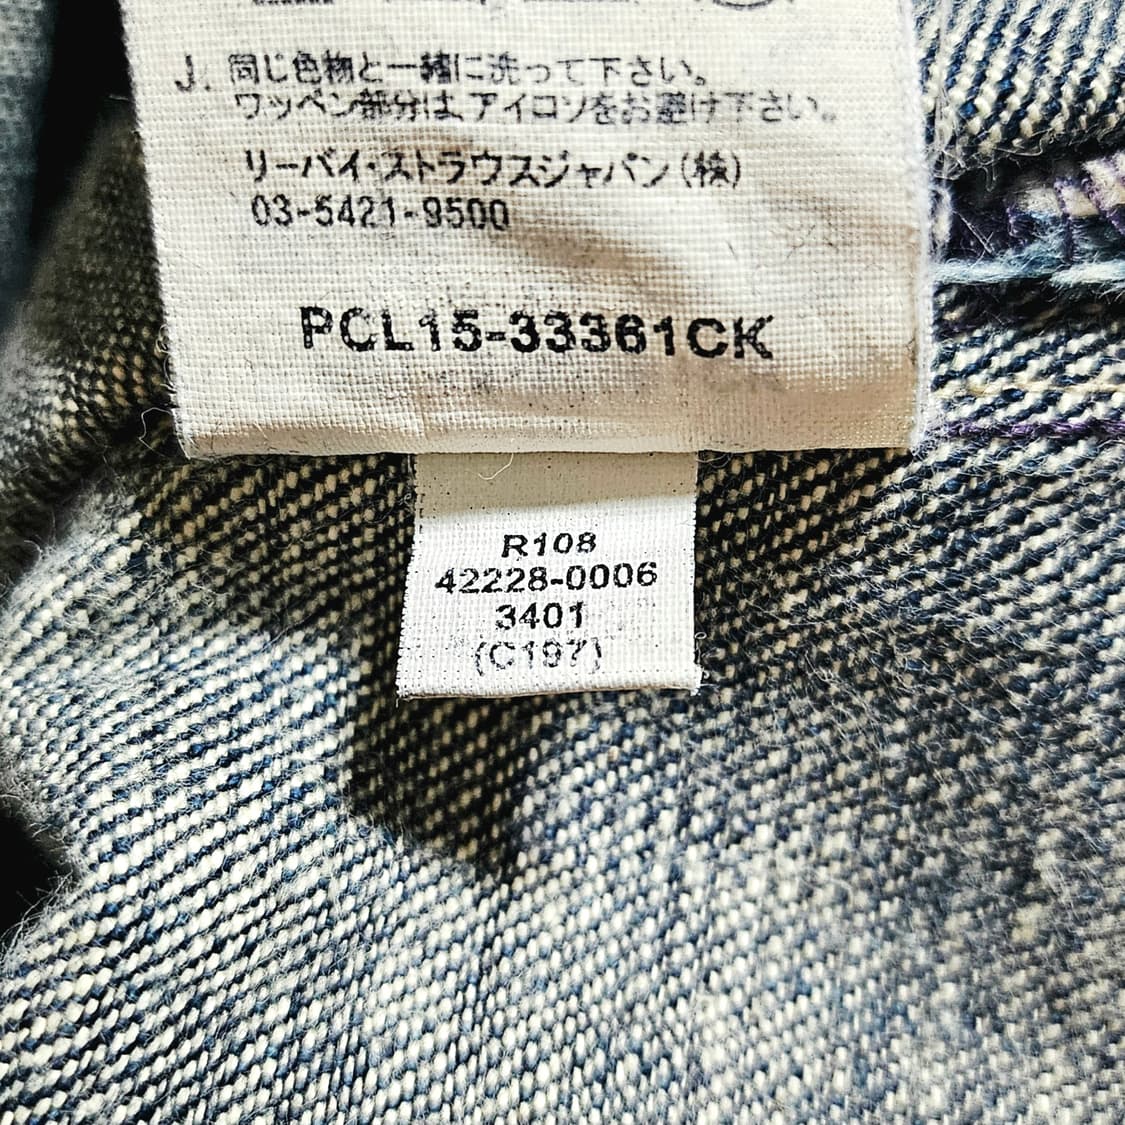 J. 同じ色物と一緒に洗って下さい。
ワッペン部分は、アイロンをお避け下さい。
リーバイ・ストラウスジャパン(株)
03-5421-9500
PCL15-33361CK
R108
42228-0006
3401
(C197)